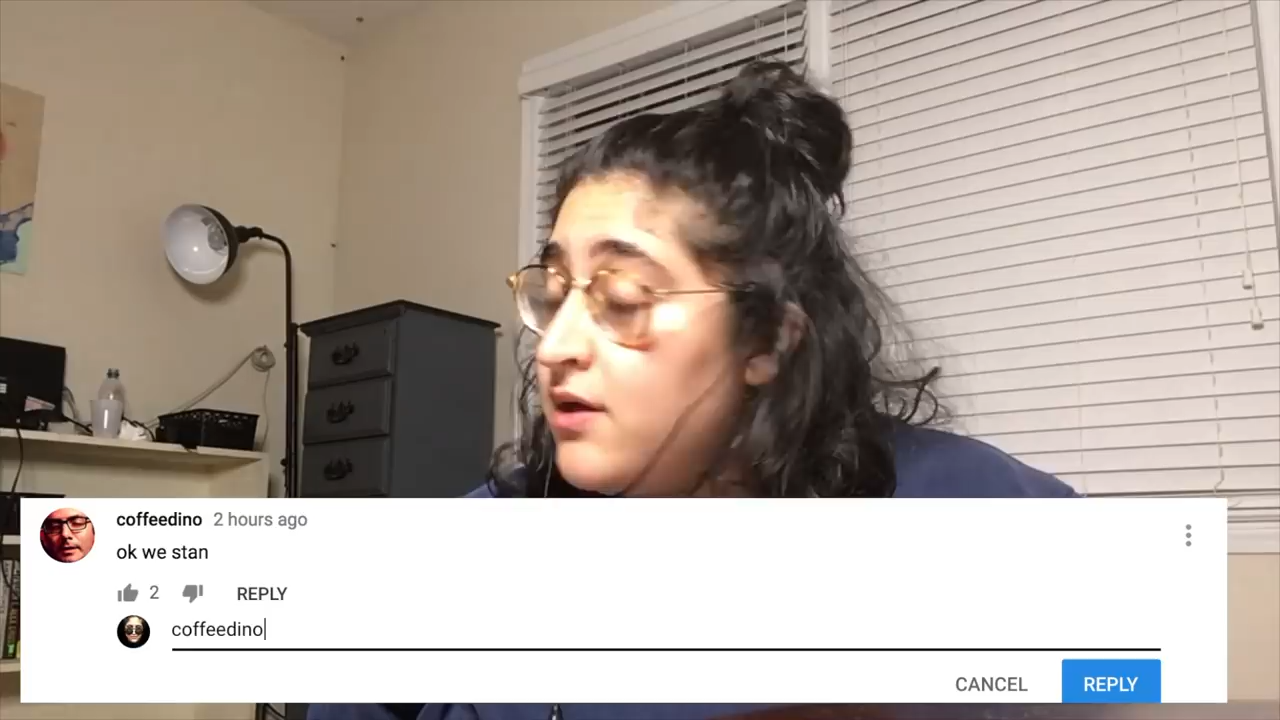 coffeedino 2 hours ago
ok we stan
2 REPLY
coffeedino
CANCEL REPLY